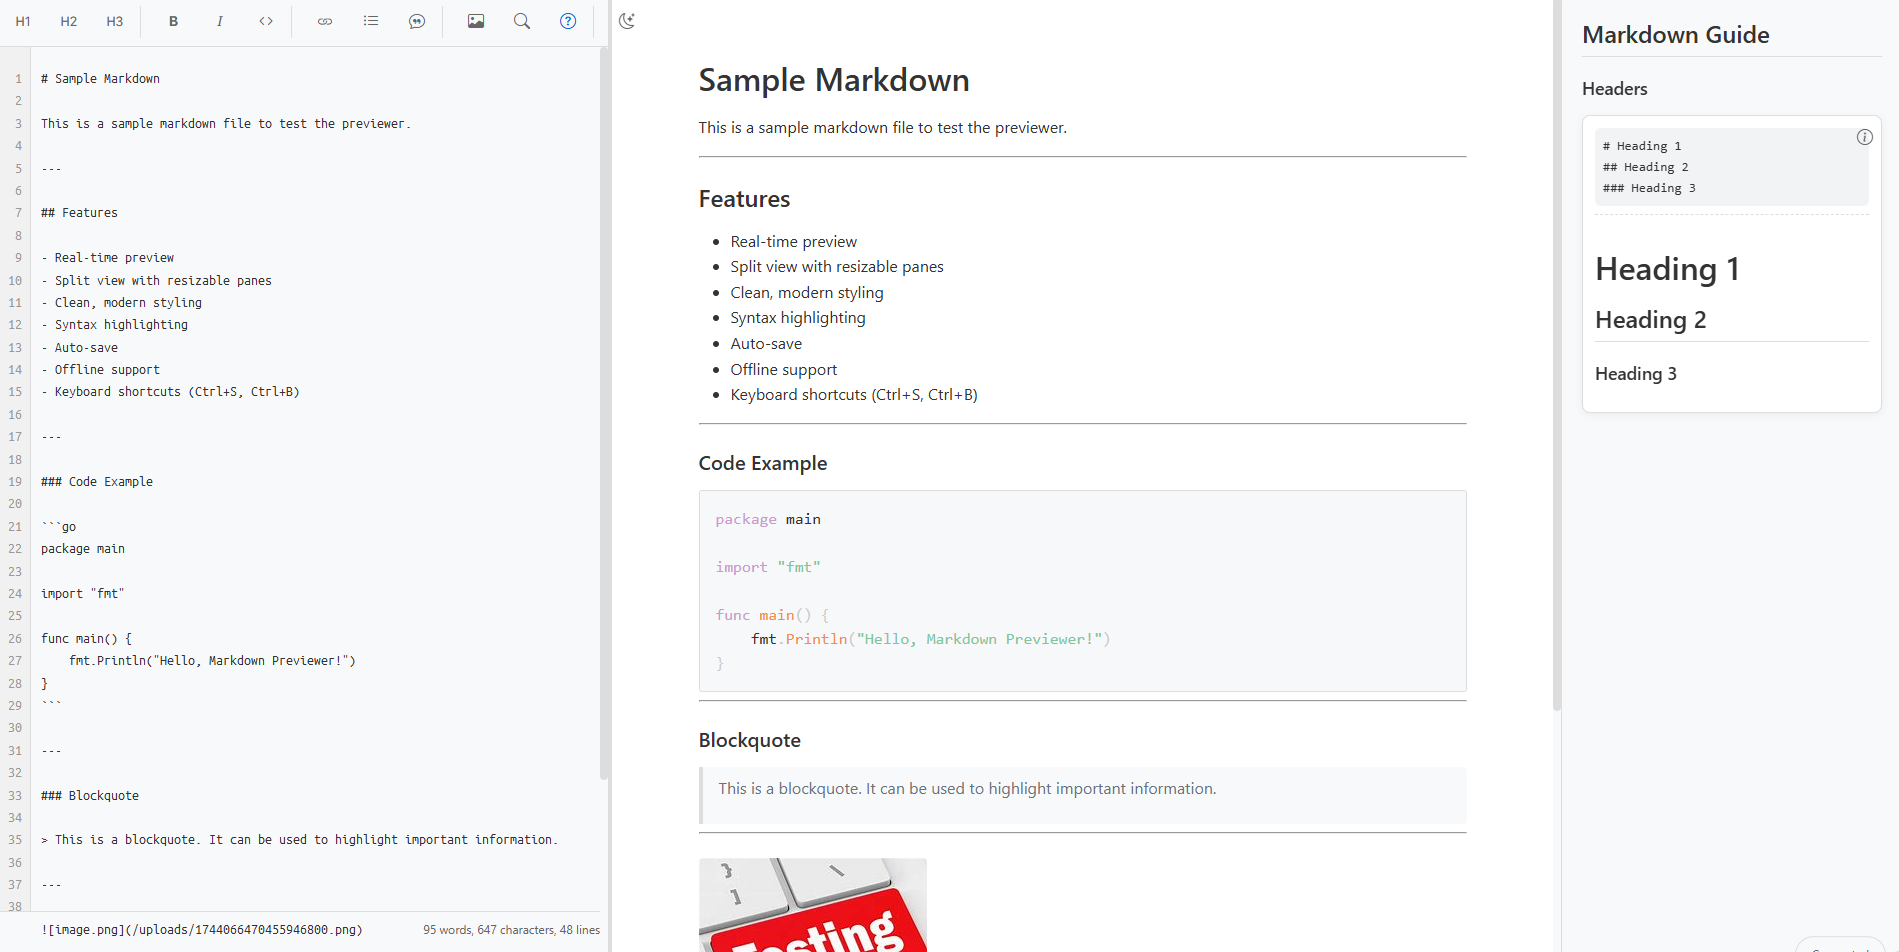 H1 H2 H3 B I <>
1 # Sample Markdown
2
3 This is a sample markdown file to test the previewer.
4
5 ---
6
7 ## Features
8
9 - Real-time preview
10 - Split view with resizable panes
11 - Clean, modern styling
12 - Syntax highlighting
13 - Auto-save
14 - Offline support
15 - Keyboard shortcuts (Ctrl+S, Ctrl+B)
16
17 ---
18
19 ### Code Example
20
21 ```go
22 package main
23
24 import "fmt"
25
26 func main() {
27     fmt.Println("Hello, Markdown Previewer!")
28 }
29 ```
30
31 ---
32
33 ### Blockquote
34
35 > This is a blockquote. It can be used to highlight important information.
36
37 ---
38
![image.png](/uploads/1744066470455946800.png)
95 words, 647 characters, 48 lines
Sample Markdown
This is a sample markdown file to test the previewer.
Features
• Real-time preview
• Split view with resizable panes
• Clean, modern styling
• Syntax highlighting
• Auto-save
• Offline support
• Keyboard shortcuts (Ctrl+S, Ctrl+B)
Code Example
package main
import "fmt"
func main() {
    fmt.Println("Hello, Markdown Previewer!")
}
Blockquote
This is a blockquote. It can be used to highlight important information.
} \
]
Testing
Markdown Guide
Headers
# Heading 1
## Heading 2
### Heading 3
Heading 1
Heading 2
Heading 3